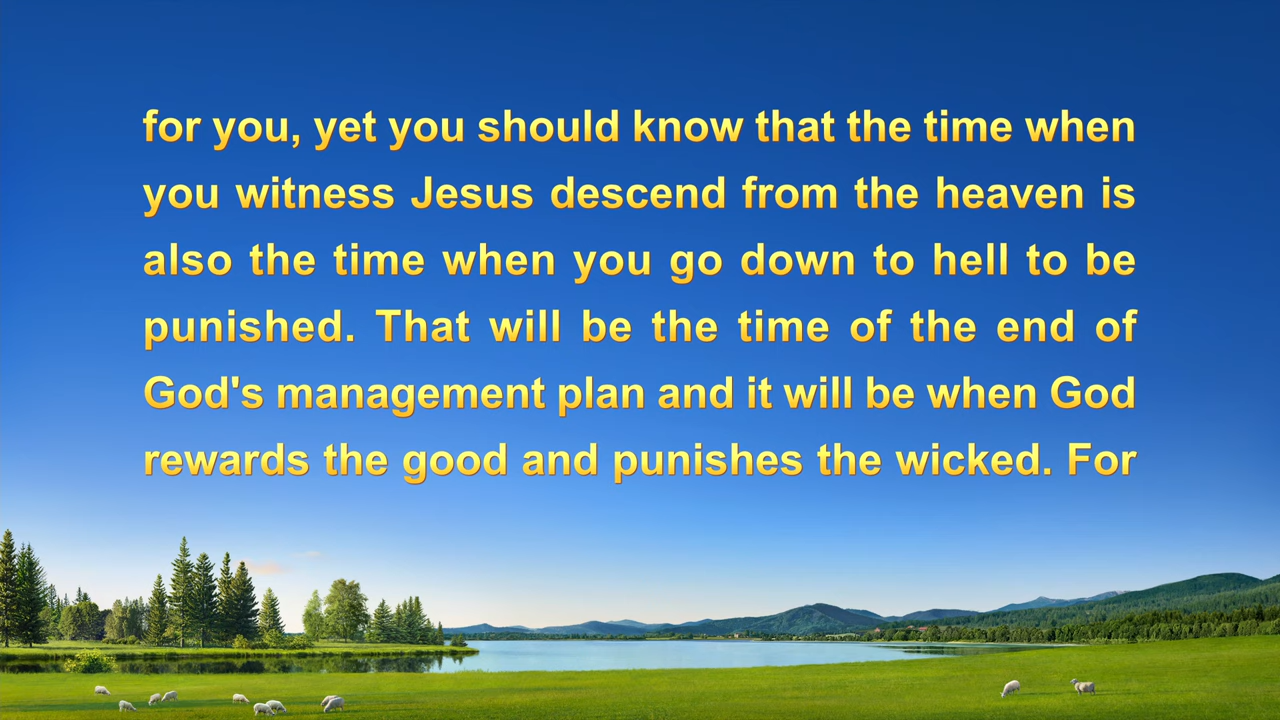 for you, yet you should know that the time when
you witness Jesus descend from the heaven is
also the time when you go down to hell to be
punished. That will be the time of the end of
God's management plan and it will be when God
rewards the good and punishes the wicked. For